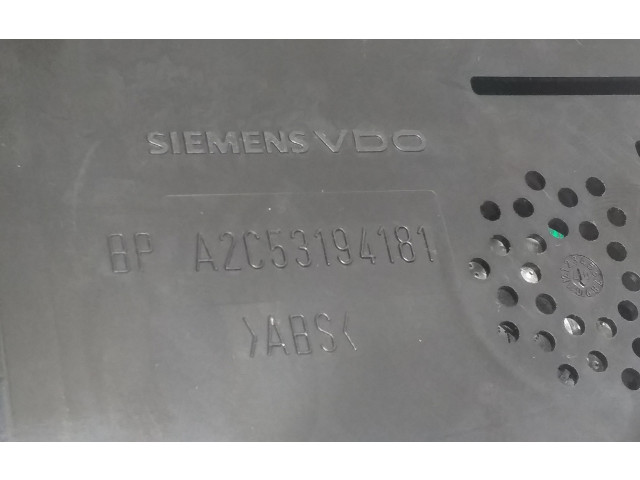 SIEMENS VDO
BP A2C53194181
>ABS<